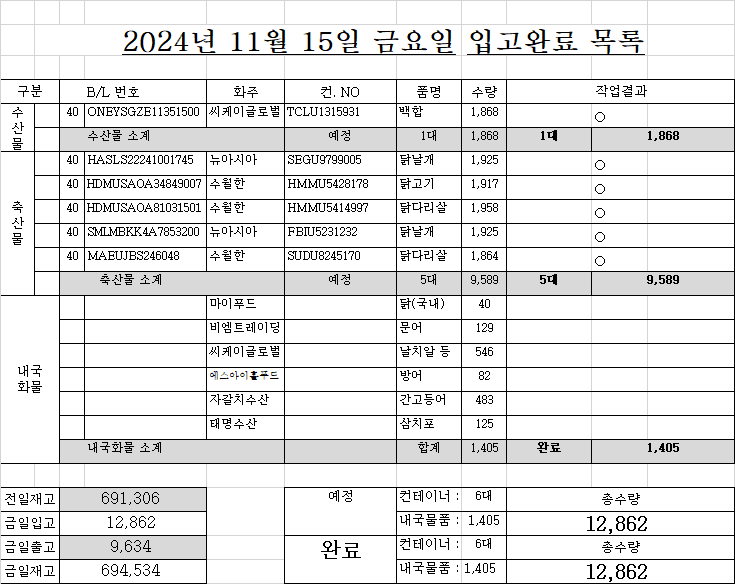 2024년 11월 15일 금요일 입고완료 목록
구분 B/L 번호 화주 컨. NO 품명 수량 작업결과
수산물
40 ONEYSGZE11351500 씨케이글로벌 TCLU1315931 백합 1,868 ○
수산물 소계 예정 1대 1,868 1대 1,868
축산물
40 HASLS22241001745 뉴아시아 SEGU9799005 닭날개 1,925 ○
40 HDMUSAOA34849007 수월한 HMMU5428178 닭고기 1,917 ○
40 HDMUSAOA81031501 수월한 HMMU5414997 닭다리살 1,958 ○
40 SMLMBKK4A7853200 뉴아시아 FBIU5231232 닭날개 1,925 ○
40 MAEUJBS246048 수월한 SUDU8245170 닭다리살 1,864 ○
축산물 소계 예정 5대 9,589 5대 9,589
내국
화물
마이푸드 닭(국내) 40
비엠트레이딩 문어 129
씨케이글로벌 날치알 등 546
에스아이홀푸드 방어 82
자갈치수산 간고등어 483
태명수산 삼치포 125
내국화물 소계 합계 1,405 완료 1,405
전일재고 691,306 예정 컨테이너 : 6대 총수량
금일입고 12,862 내국물품 : 1,405 12,862
금일출고 9,634 완료 컨테이너 : 6대 총수량
금일재고 694,534 내국물품 : 1,405 12,862